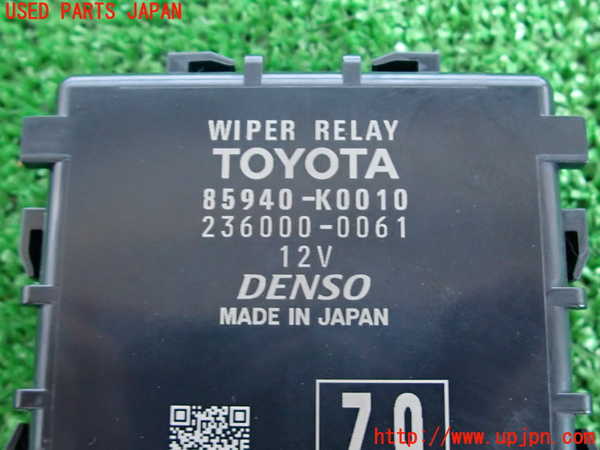 USED PARTS JAPAN
WIPER RELAY
TOYOTA
85940-K0010
236000-0061
12V
DENSO
MADE IN JAPAN
http://www.upjpn.com